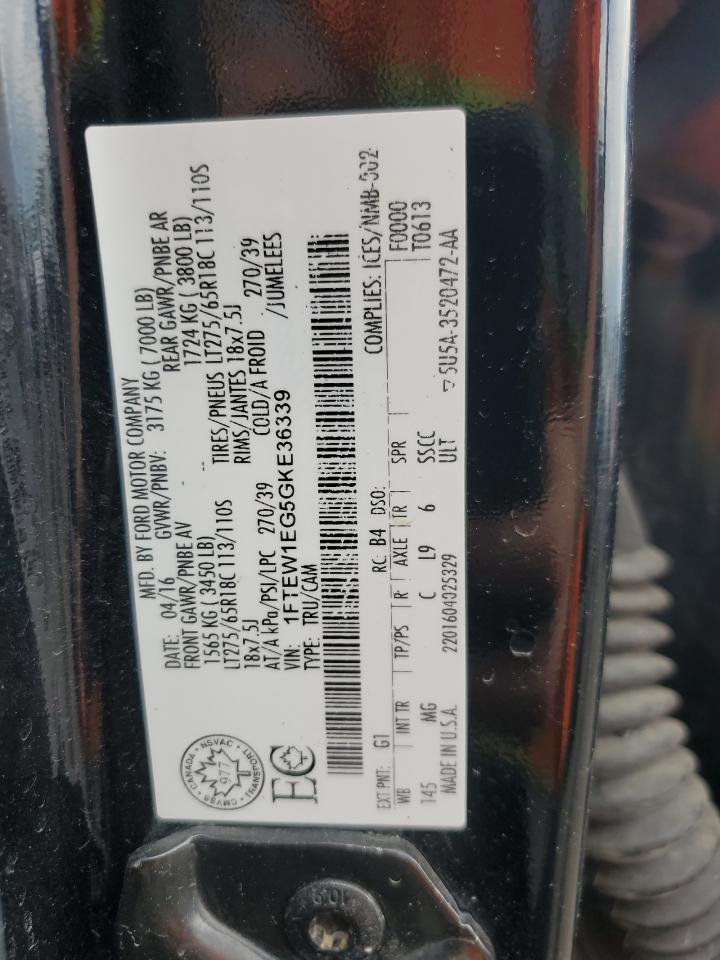 MFD. BY FORD MOTOR COMPANY
DATE: 04/16 GVWR/PNBV: 3175 KG ( 7000 LB)
FRONT GAWR/PNBE AV REAR GAWR/PNBE AR
1565 KG ( 3450 LB) 1724 KG ( 3800 LB)
LT275/65R18C 113/110S TIRES/PNEUS LT275/65R18C 113/110S
18x7.5J RIMS/JANTES 18x7.5J
AT/A kPa/PSI/LPC 270/39 COLD/A FROID 270/39
VIN: 1FTEW1EG5GKE36339 /JUMELEES
TYPE: TRU/CAM
CANADA • NSVAC • TRANSPORT • CMVSS
977
EC
COMPLIES: ICES/NMB-002
EXT PNT: G1 RC: B4 DSO: F0000
WB INT TR TP/PS R AXLE TR SPR T0613
145 MG C L9 6 SSCC
MADE IN U.S.A. 2201604025329 ULT
▽5U5A-3520472-AA
10.9